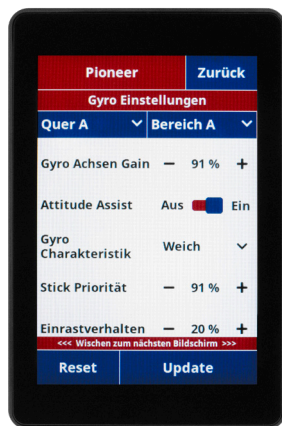 Pioneer Zurück
Gyro Einstellungen
Quer A Bereich A
Gyro Achsen Gain − 91 % +
Attitude Assist Aus Ein
Gyro
Charakteristik Weich
Stick Priorität − 91 % +
Einrastverhalten − 20 % +
<<< Wischen zum nächsten Bildschirm >>>
Reset Update